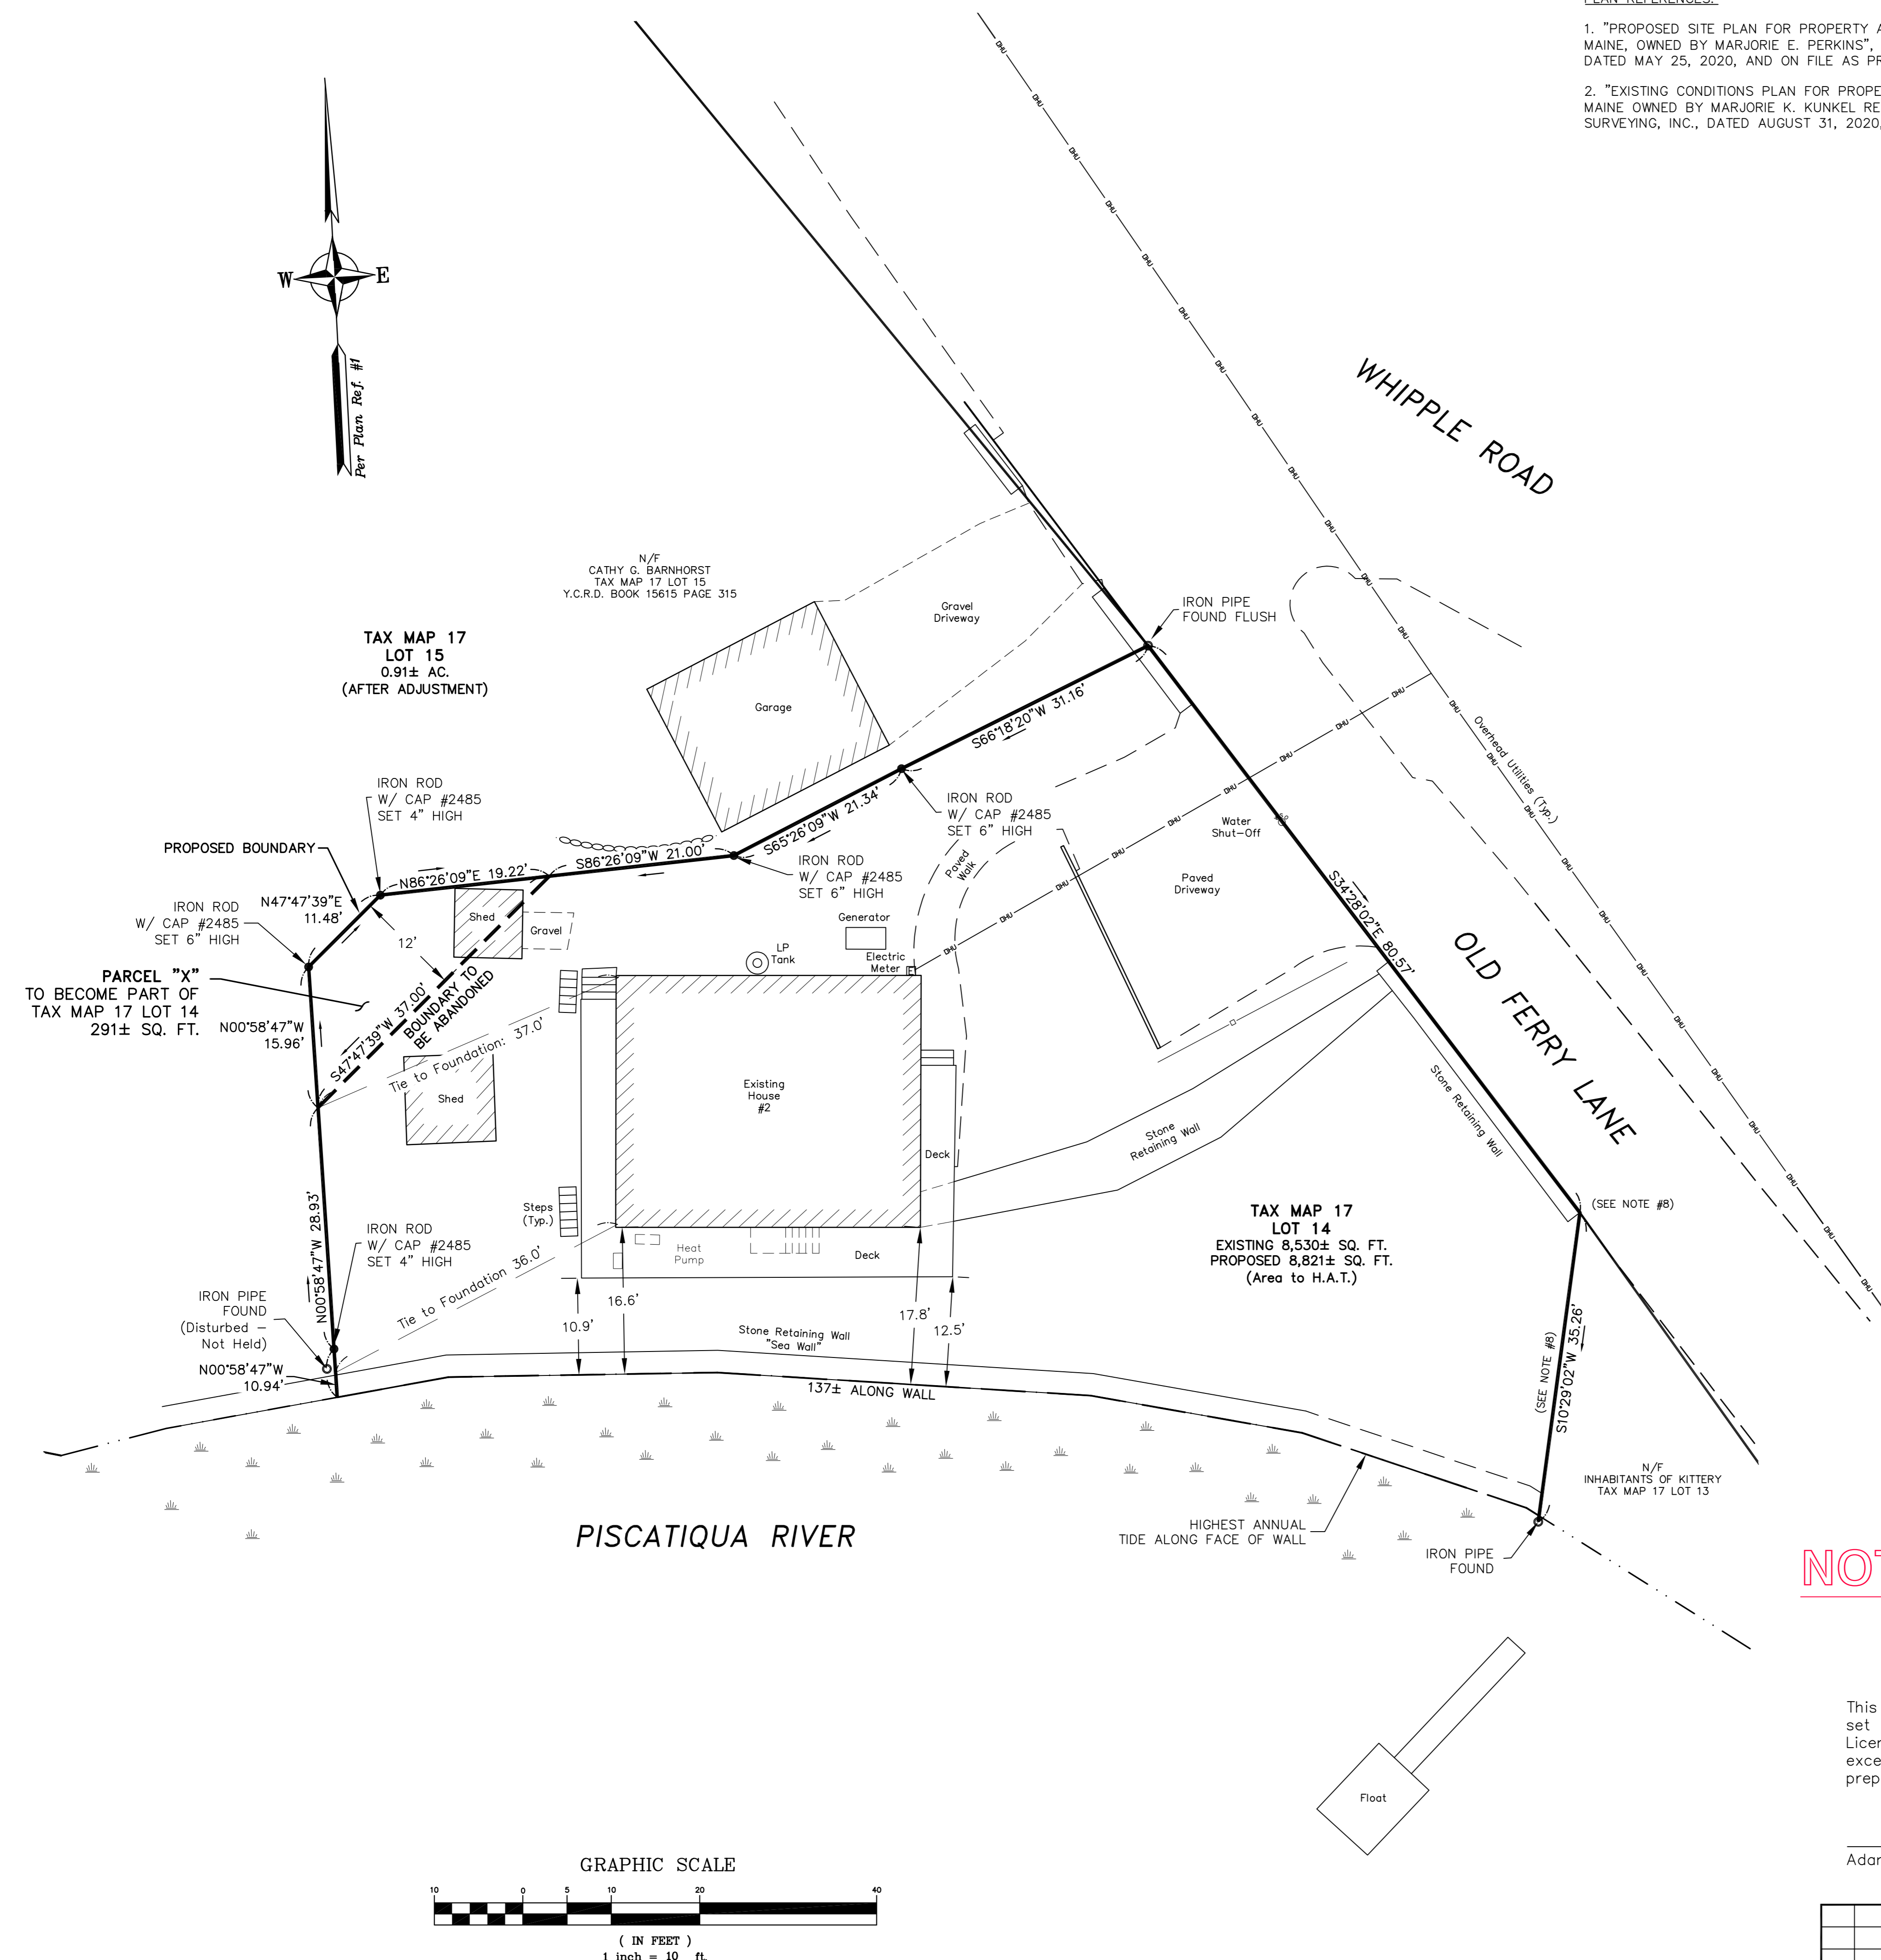 PLAN REFERENCES:
1. "PROPOSED SITE PLAN FOR PROPERTY A
MAINE, OWNED BY MARJORIE E. PERKINS",
DATED MAY 25, 2020, AND ON FILE AS PR
2. "EXISTING CONDITIONS PLAN FOR PROPE
MAINE OWNED BY MARJORIE K. KUNKEL RE
SURVEYING, INC., DATED AUGUST 31, 2020,
W E
Per Plan Ref. #1
WHIPPLE ROAD
N/F
CATHY G. BARNHORST
TAX MAP 17 LOT 15
Y.C.R.D. BOOK 15615 PAGE 315
TAX MAP 17
LOT 15
0.91± AC.
(AFTER ADJUSTMENT)
Gravel
Driveway
IRON PIPE
FOUND FLUSH
Garage
S66°18'20"W 31.16'
Overhead Utilities (Typ.)
OHU
IRON ROD
W/ CAP #2485
SET 4" HIGH
IRON ROD
W/ CAP #2485
SET 6" HIGH
S65°26'09"W 21.34'
Water
Shut-Off
PROPOSED BOUNDARY
N86°26'09"E 19.22'
S86°26'09"W 21.00'
IRON ROD
W/ CAP #2485
SET 6" HIGH
Paved
Walk
Paved
Driveway
S34°28'02"E 80.57'
N47°47'39"E
11.48'
IRON ROD
W/ CAP #2485
SET 6" HIGH
12'
Shed
Gravel
Generator
LP
Tank
Electric
Meter
E
OLD FERRY LANE
PARCEL "X"
TO BECOME PART OF
TAX MAP 17 LOT 14
291± SQ. FT.
N00°58'47"W
15.96'
S47°47'39"W 37.00'
BOUNDARY TO
BE ABANDONED
Tie to Foundation: 37.0'
Shed
Existing
House
#2
Deck
Stone
Retaining Wall
Stone Retaining Wall
N00°58'47"W 28.93'
Steps
(Typ.)
Heat
Pump
Deck
TAX MAP 17
LOT 14
EXISTING 8,530± SQ. FT.
PROPOSED 8,821± SQ. FT.
(Area to H.A.T.)
(SEE NOTE #8)
IRON ROD
W/ CAP #2485
SET 4" HIGH
Tie to Foundation 36.0'
IRON PIPE
FOUND
(Disturbed –
Not Held)
10.9'
16.6'
17.8'
12.5'
Stone Retaining Wall
"Sea Wall"
N00°58'47"W
10.94'
137± ALONG WALL
(SEE NOTE #8)
S10°29'02"W 35.26'
N/F
INHABITANTS OF KITTERY
TAX MAP 17 LOT 13
PISCATIQUA RIVER
HIGHEST ANNUAL
TIDE ALONG FACE OF WALL
IRON PIPE
FOUND
NOT
This
set
Licen
exce
prep
Float
Adam
GRAPHIC SCALE
10 0 5 10 20 40
( IN FEET )
1 inch = 10 ft.